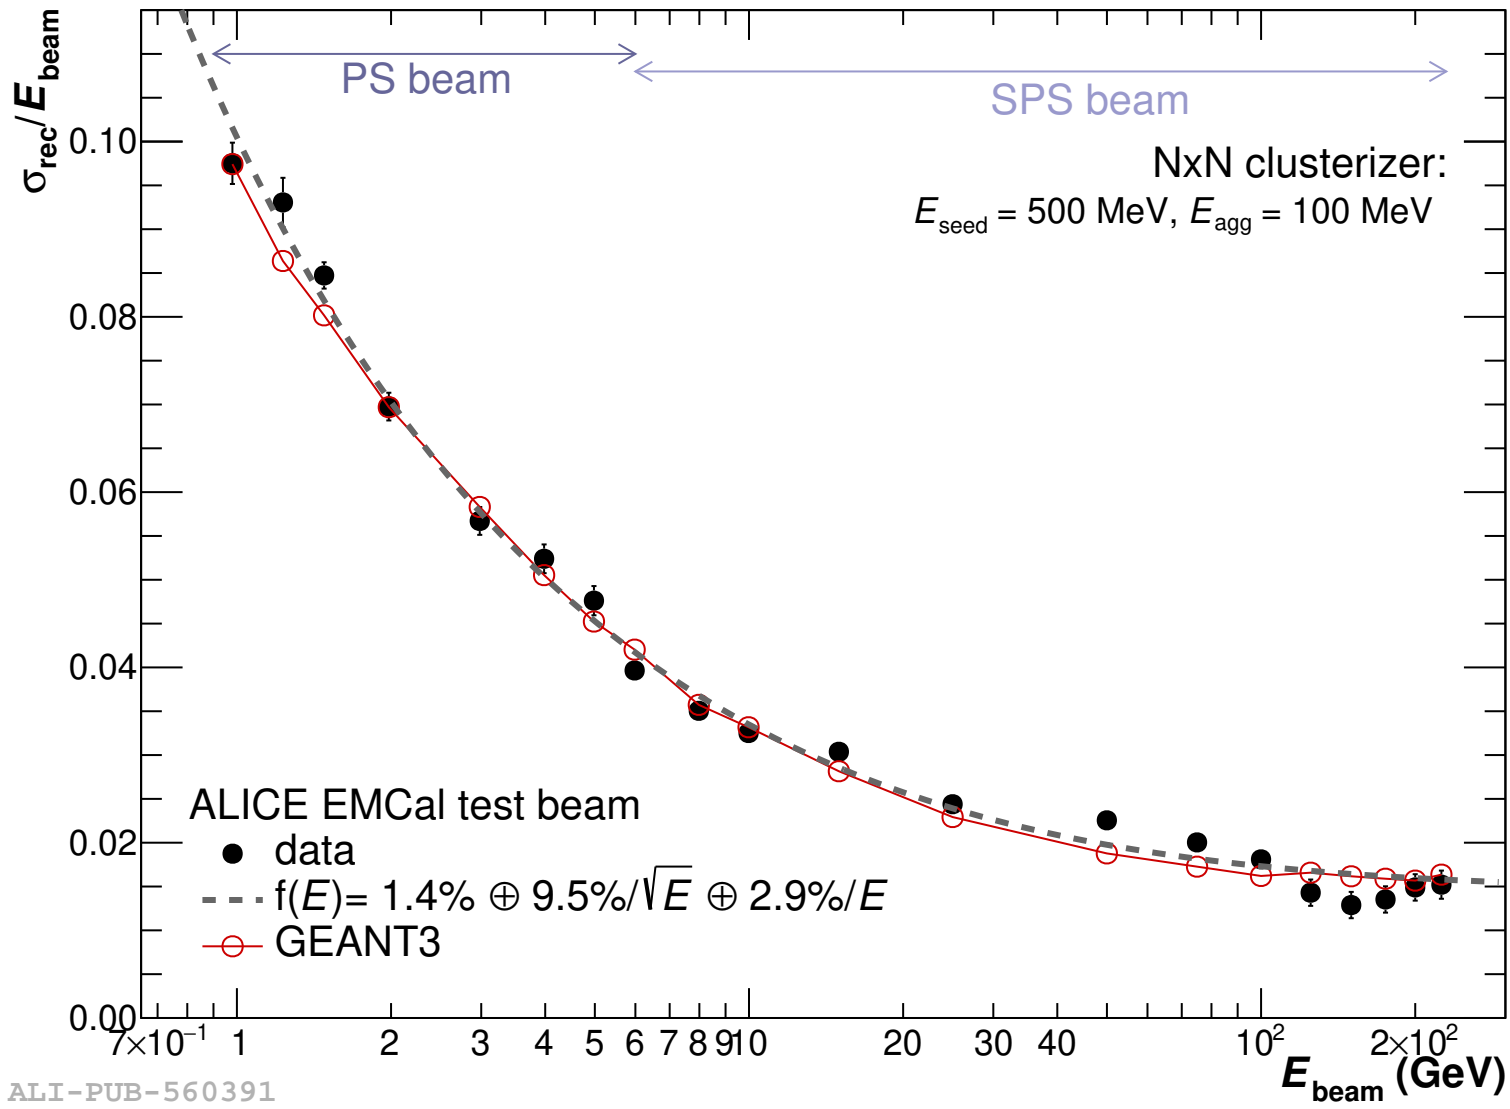 σrec/Ebeam
PS beam
SPS beam
NxN clusterizer:
Eseed = 500 MeV, Eagg = 100 MeV
0.10
0.08
0.06
0.04
0.02
0.00
ALICE EMCal test beam
data
f(E)= 1.4% ⊕ 9.5%/√E ⊕ 2.9%/E
GEANT3
7×10⁻¹ 1 2 3 4 5 6 7 8 9 10 20 30 40 10² 2×10²
Ebeam (GeV)
ALI-PUB-560391